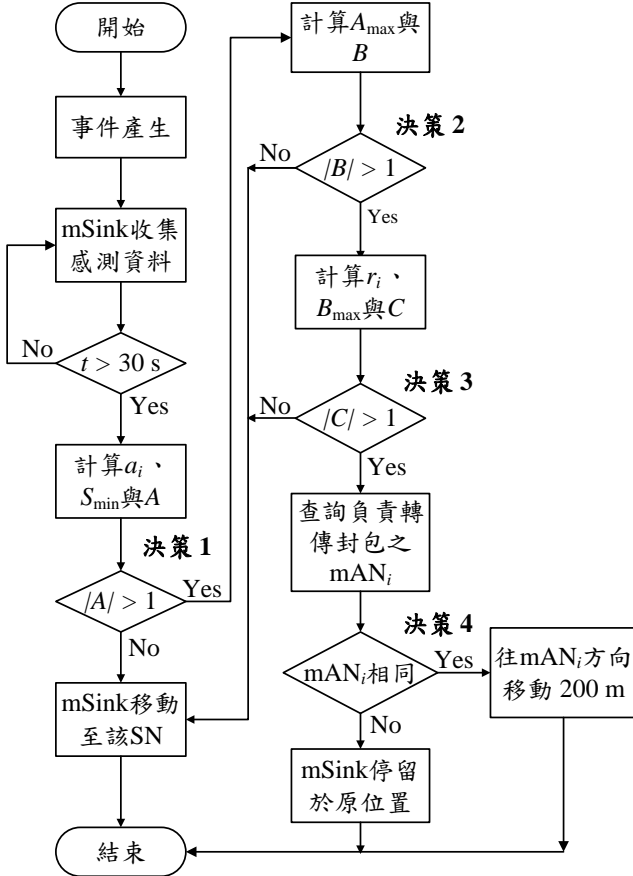 開始
事件產生
mSink收集
感測資料
t > 30 s
No
Yes
計算aᵢ、
Smin與A
決策 1
|A| > 1
Yes
No
mSink移動
至該SN
結束
計算Amax與
B
決策 2
|B| > 1
No
Yes
計算rᵢ、
Bmax與C
決策 3
|C| > 1
No
Yes
查詢負責轉
傳封包之
mANᵢ
決策 4
mANᵢ相同
Yes
No
往mANᵢ方向
移動 200 m
mSink停留
於原位置